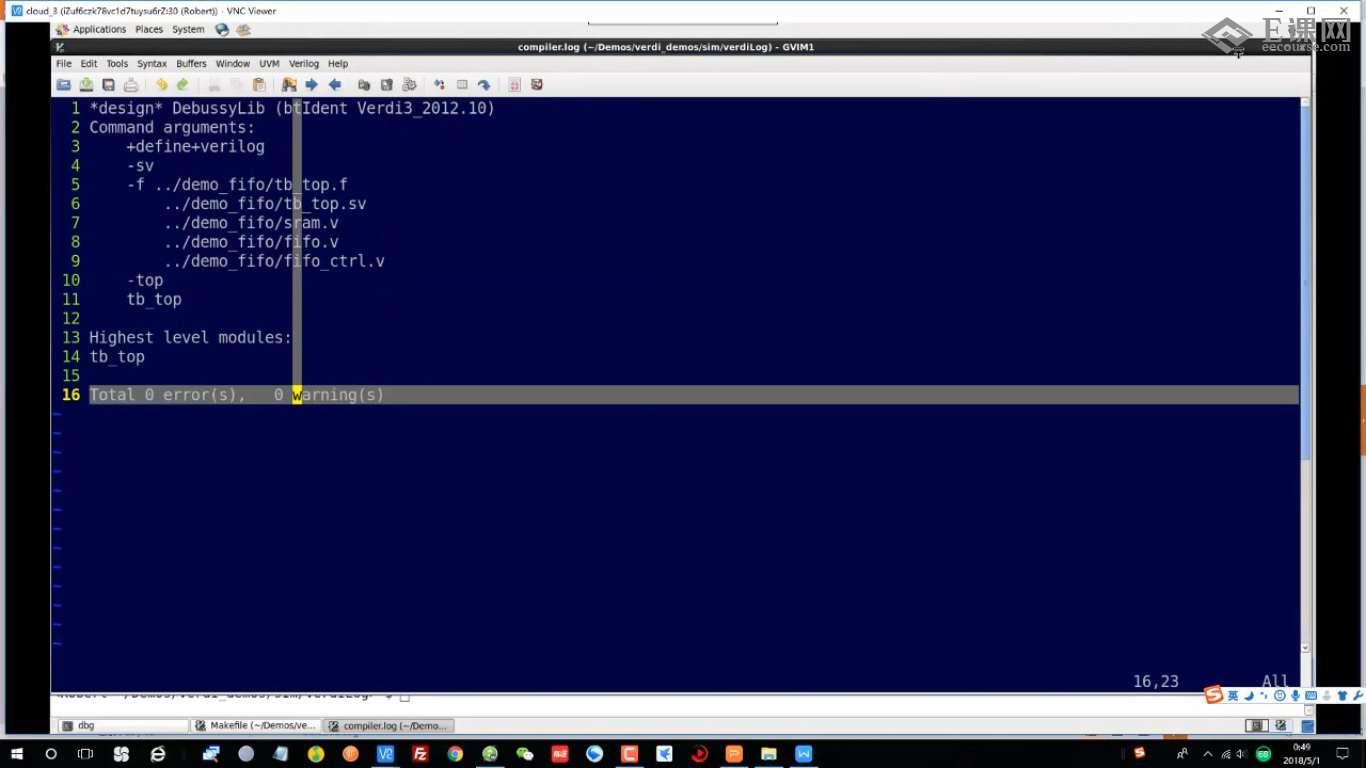 cloud_3 (iZuf6czk78vc1d7tuysu6rZ:30 (Robert)) - VNC Viewer
Applications Places System
E课网
eecourse.com
compiler.log (~/Demos/verdi_demos/sim/verdiLog) - GVIM1
File Edit Tools Syntax Buffers Window UVM Verilog Help
1 *design* DebussyLib (btIdent Verdi3_2012.10)
2 Command arguments:
3     +define+verilog
4     -sv
5     -f ../demo_fifo/tb_top.f
6         ../demo_fifo/tb_top.sv
7         ../demo_fifo/sram.v
8         ../demo_fifo/fifo.v
9         ../demo_fifo/fifo_ctrl.v
10     -top
11     tb_top
12
13 Highest level modules:
14 tb_top
15
16 Total 0 error(s),   0 warning(s)
~
~
~
~
~
~
~
~
~
~
~
~
~
16,23 All
英
dbg Makefile (~/Demos/ve... compiler.log (~/Demo...
0:49
2018/5/1